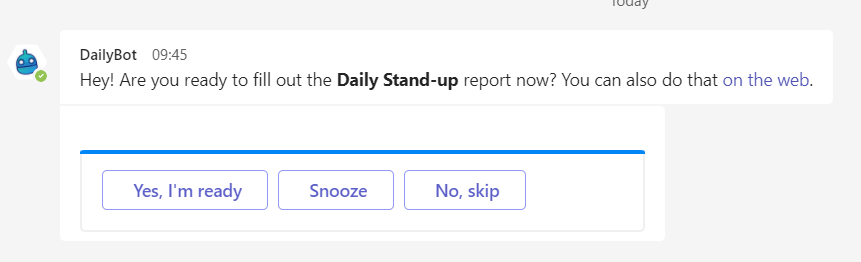 Today
DailyBot 09:45
Hey! Are you ready to fill out the Daily Stand-up report now? You can also do that on the web.
Yes, I'm ready Snooze No, skip